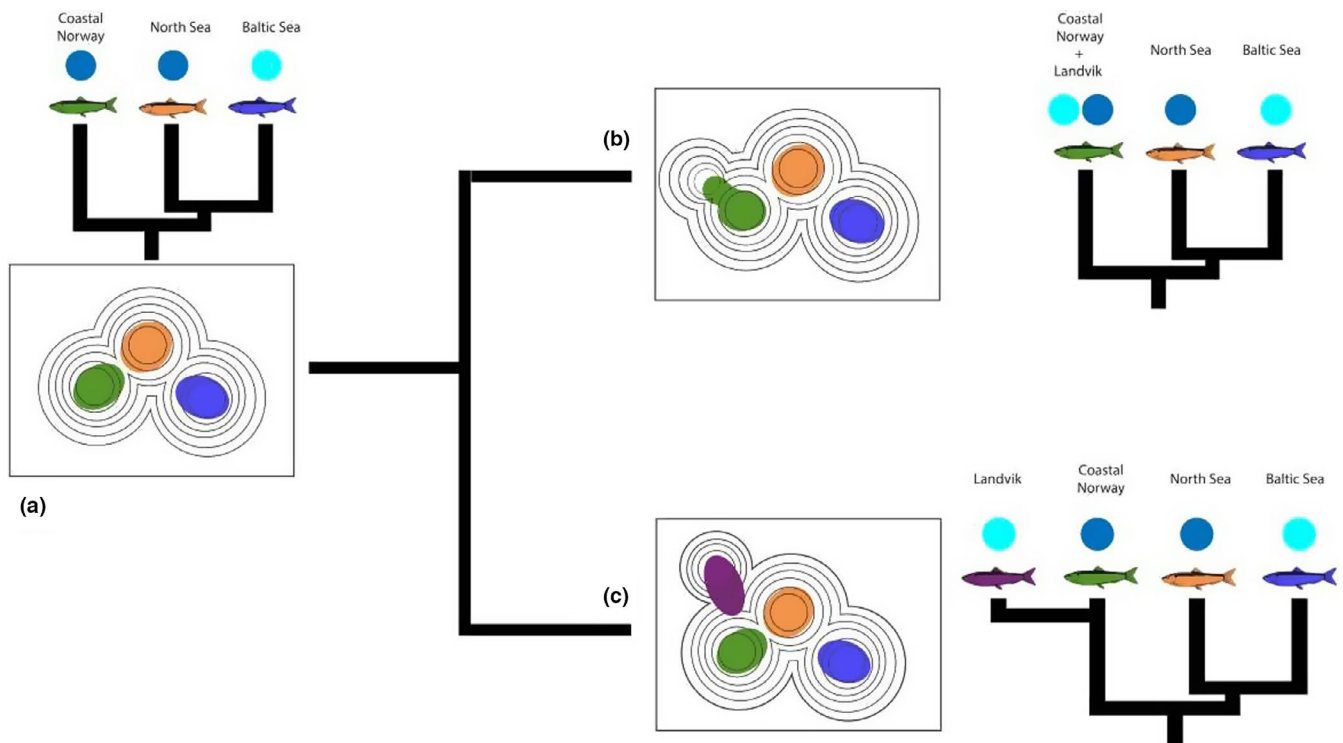 Coastal
Norway
North Sea
Baltic Sea
(a)
(b)
Coastal
Norway
+
Landvik
North Sea
Baltic Sea
(c)
Landvik
Coastal
Norway
North Sea
Baltic Sea